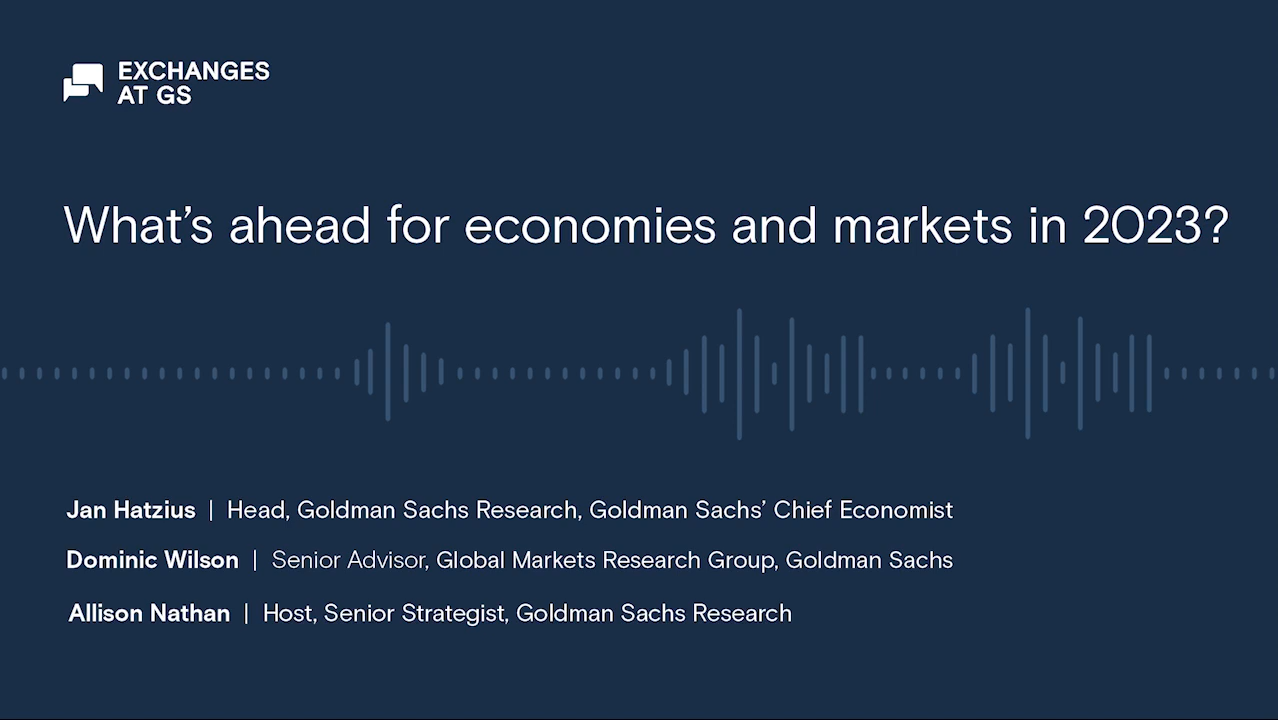 EXCHANGES
AT GS
What’s ahead for economies and markets in 2023?
Jan Hatzius | Head, Goldman Sachs Research, Goldman Sachs’ Chief Economist
Dominic Wilson | Senior Advisor, Global Markets Research Group, Goldman Sachs
Allison Nathan | Host, Senior Strategist, Goldman Sachs Research